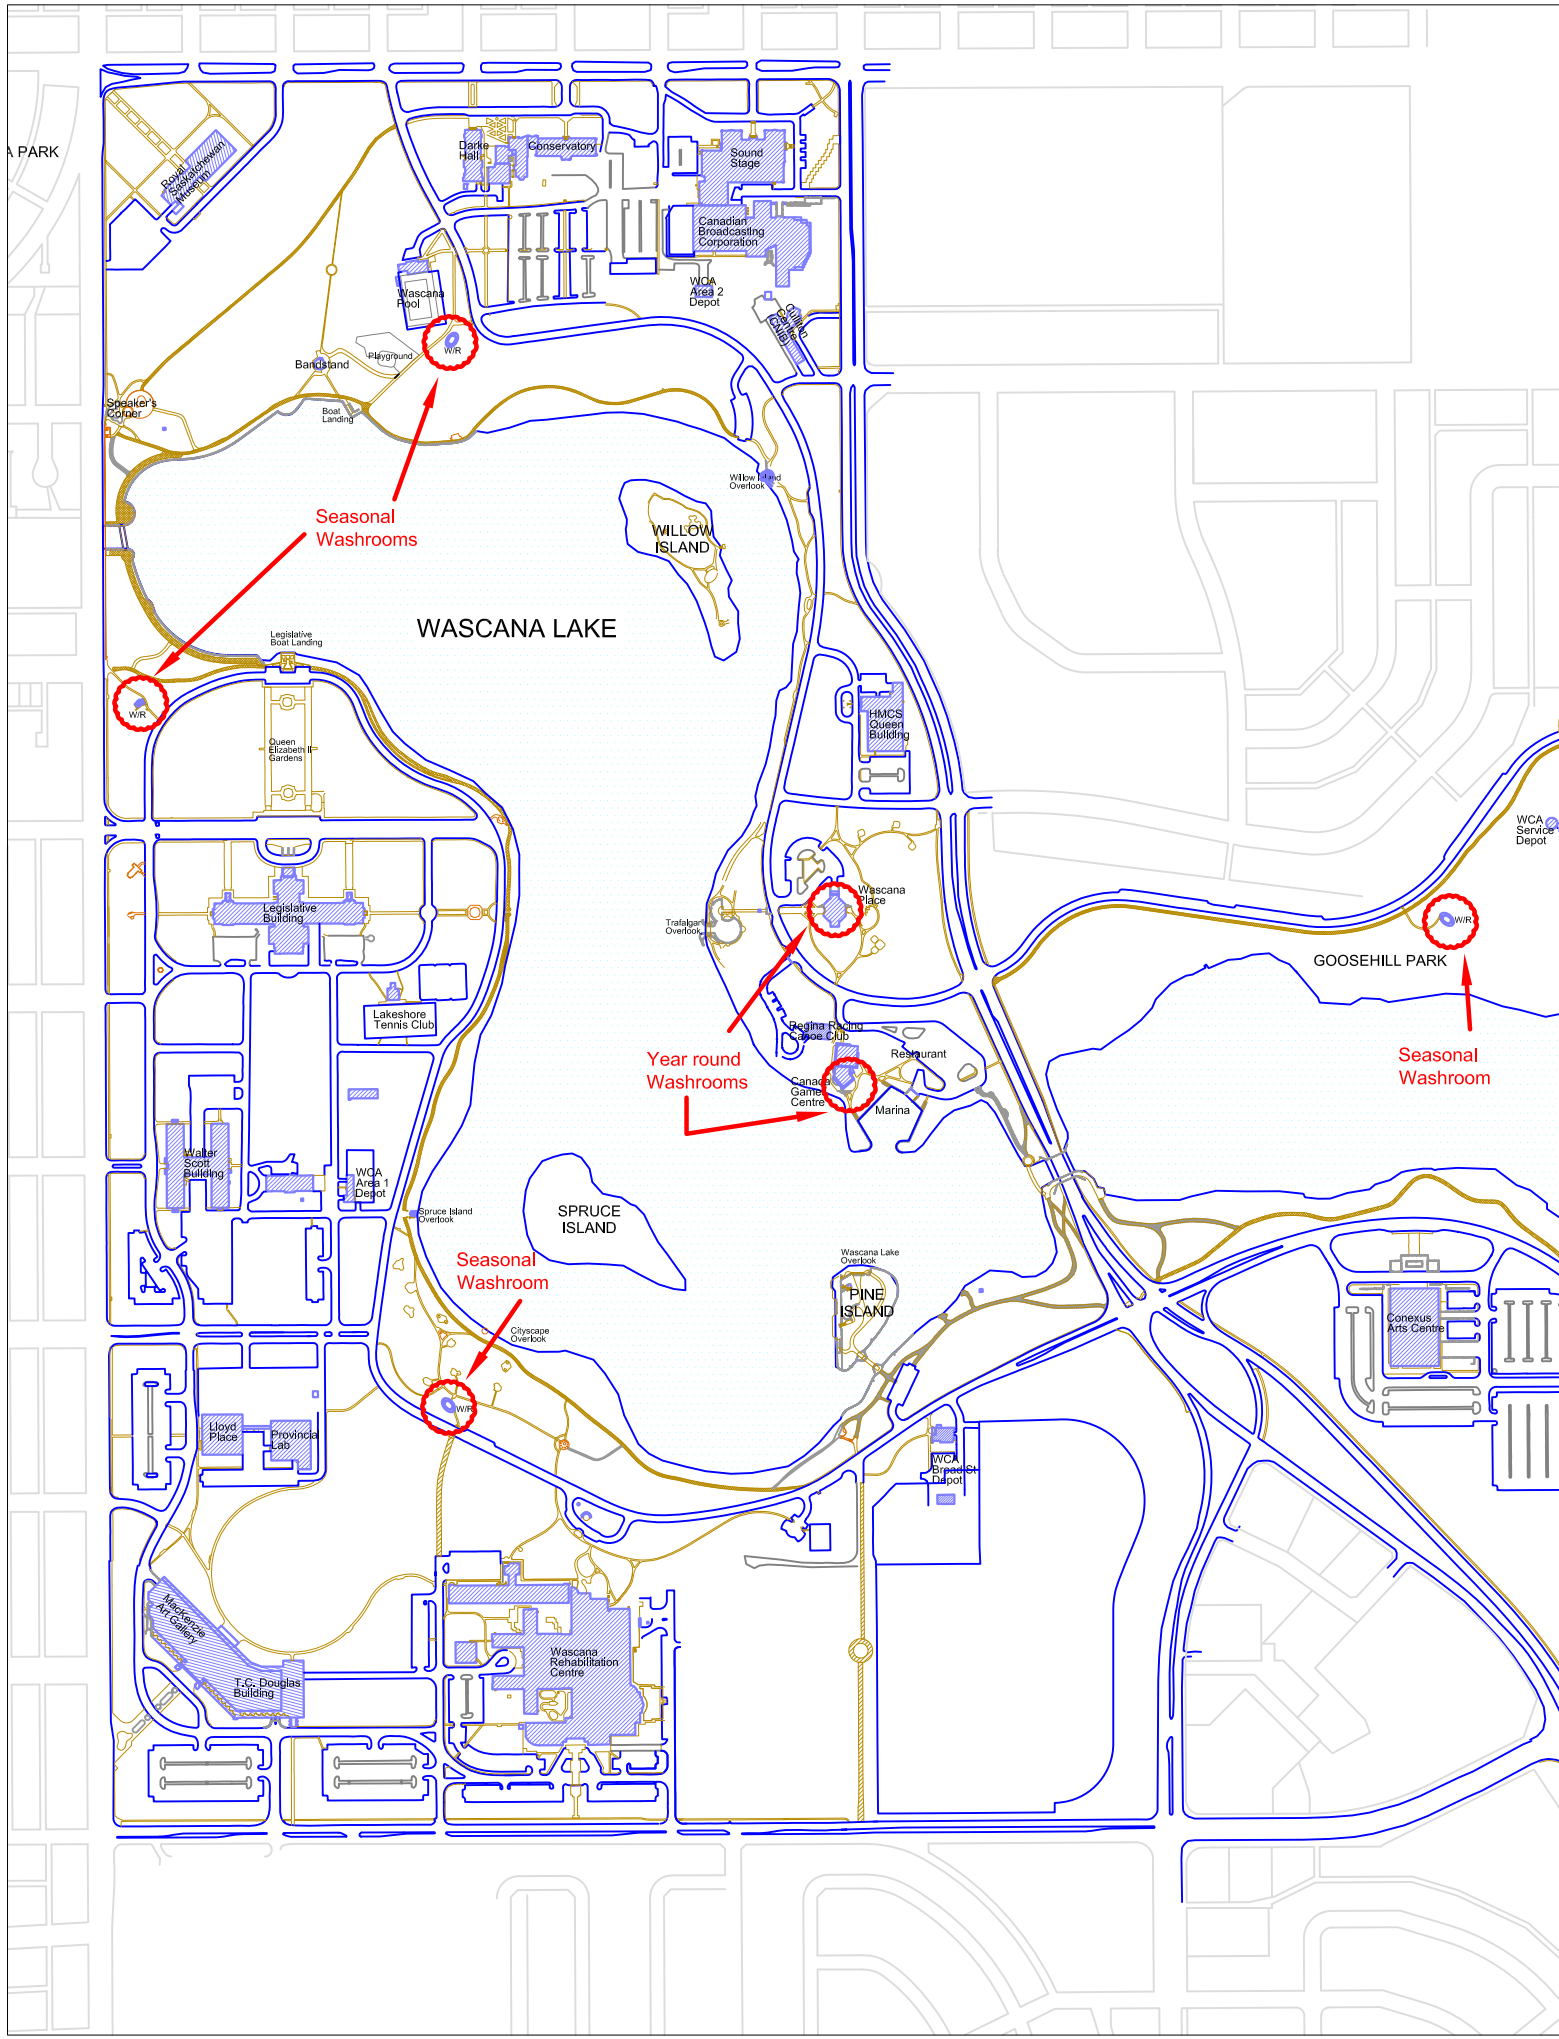 A PARK
Royal
Saskatchewan
Museum
Darke
Hall
Conservatory
Sound
Stage
Canadian
Broadcasting
Corporation
WCA
Area 2
Depot
Culliton
Centre
(CNIB)
Wascana
Pool
W/R
Playground
Bandstand
Speaker's
Corner
Boat
Landing
Willow Island
Overlook
Seasonal
Washrooms
WILLOW
ISLAND
WASCANA LAKE
Legislative
Boat Landing
W/R
Queen
Elizabeth II
Gardens
HMCS
Queen
Building
WCA
Service
Depot
Wascana
Place
Legislative
Building
Trafalgar
Overlook
W/R
GOOSEHILL PARK
Lakeshore
Tennis Club
Regina Racing
Canoe Club
Restaurant
Year round
Washrooms
Seasonal
Washroom
Canada
Game
Centre
Marina
Walter
Scott
Building
WCA
Area 1
Depot
Spruce Island
Overlook
SPRUCE
ISLAND
Seasonal
Washroom
Wascana Lake
Overlook
PINE
ISLAND
Cityscape
Overlook
Conexus
Arts Centre
W/R
Lloyd
Place
Provincial
Lab
WCA
Broad St
Depot
MacKenzie
Art Gallery
Wascana
Rehabilitation
Centre
T.C. Douglas
Building